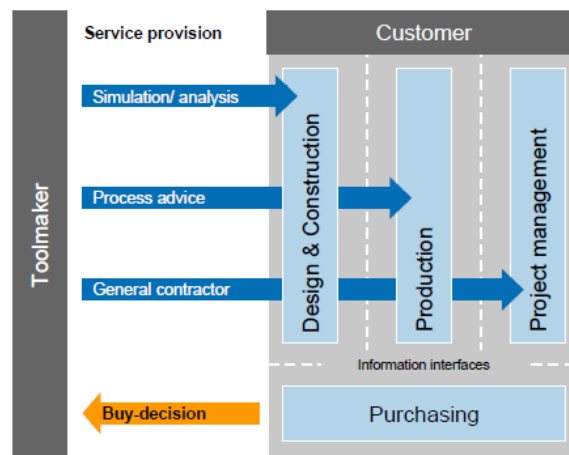 Service provision
Customer
Toolmaker
Simulation/ analysis
Process advice
General contractor
Design & Construction
Production
Project management
Information interfaces
Buy-decision
Purchasing